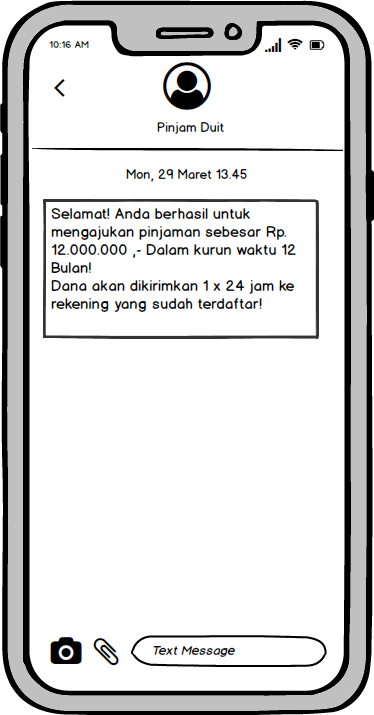 10:16 AM
Pinjam Duit
Mon, 29 Maret 13.45
Selamat! Anda berhasil untuk
mengajukan pinjaman sebesar Rp.
12.000.000 ,- Dalam kurun waktu 12
Bulan!
Dana akan dikirimkan 1 x 24 jam ke
rekening yang sudah terdaftar!
Text Message